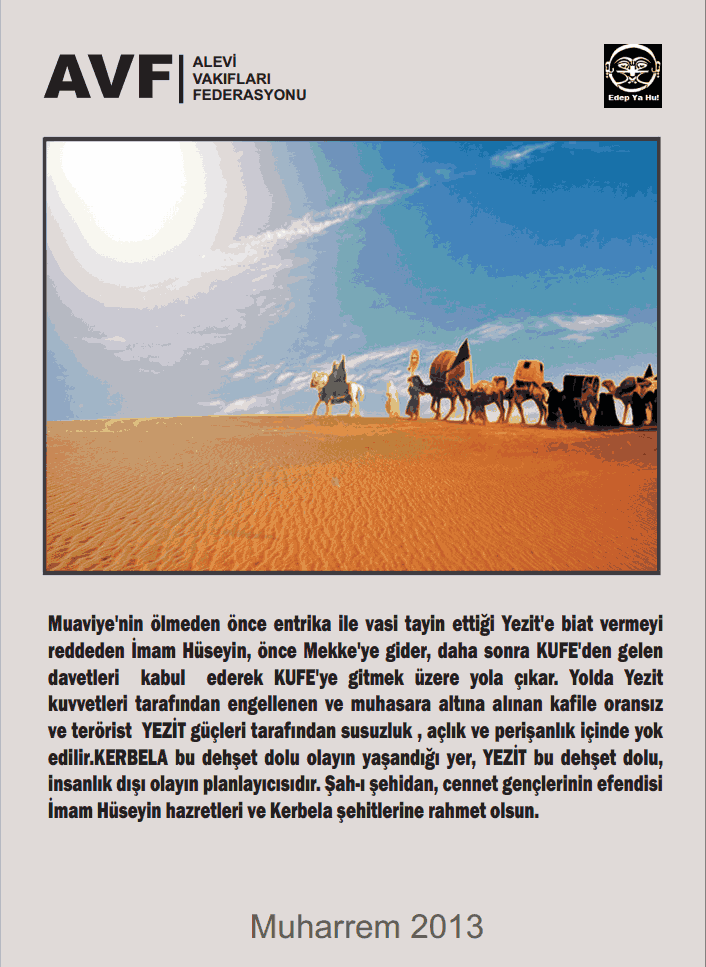 AVF
ALEVİ
VAKIFLARI
FEDERASYONU
Edep Ya Hu!
Muaviye'nin ölmeden önce entrika ile vasi tayin ettiği Yezit'e biat vermeyi
reddeden İmam Hüseyin, önce Mekke'ye gider, daha sonra KUFE'den gelen
davetleri kabul ederek KUFE'ye gitmek üzere yola çıkar. Yolda Yezit
kuvvetleri tarafından engellenen ve muhasara altına alınan kafile oransız
ve terörist YEZİT güçleri tarafından susuzluk , açlık ve perişanlık içinde yok
edilir.KERBELA bu dehşet dolu olayın yaşandığı yer, YEZİT bu dehşet dolu,
insanlık dışı olayın planlayıcısıdır. Şah-ı şehidan, cennet gençlerinin efendisi
İmam Hüseyin hazretleri ve Kerbela şehitlerine rahmet olsun.
Muharrem 2013